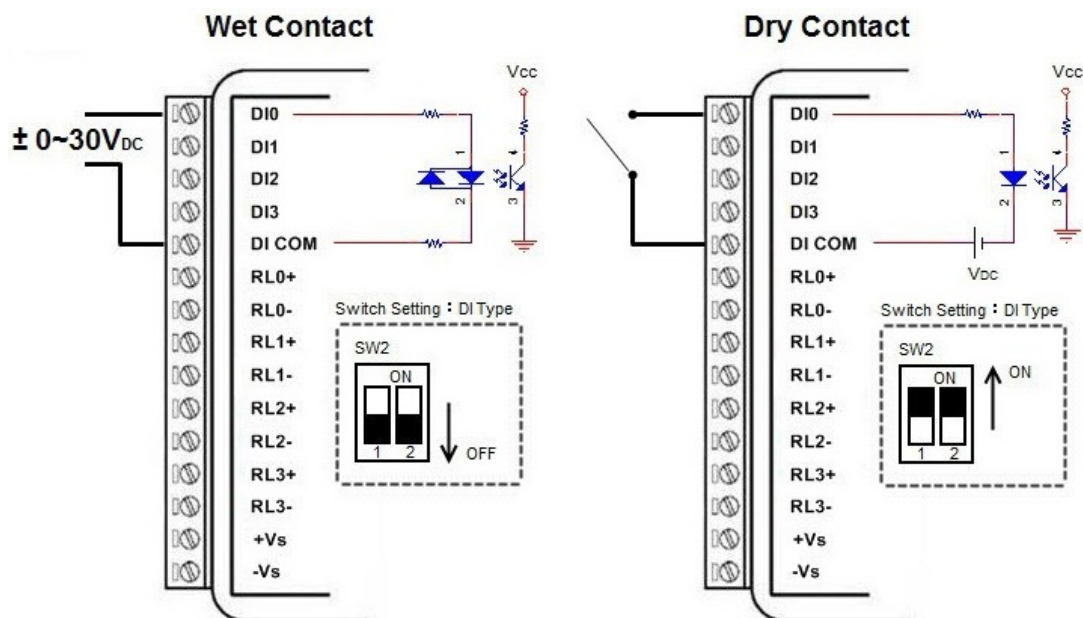 Wet Contact
± 0~30VDC
DI0
DI1
DI2
DI3
DI COM
RL0+
RL0-
RL1+
RL1-
RL2+
RL2-
RL3+
RL3-
+Vs
-Vs
Vcc
1
2
4
3
Switch Setting : DI Type
SW2
ON
1 2
OFF
Dry Contact
DI0
DI1
DI2
DI3
DI COM
RL0+
RL0-
RL1+
RL1-
RL2+
RL2-
RL3+
RL3-
+Vs
-Vs
Vcc
1
2
4
3
VDC
Switch Setting : DI Type
SW2
ON
1 2
ON